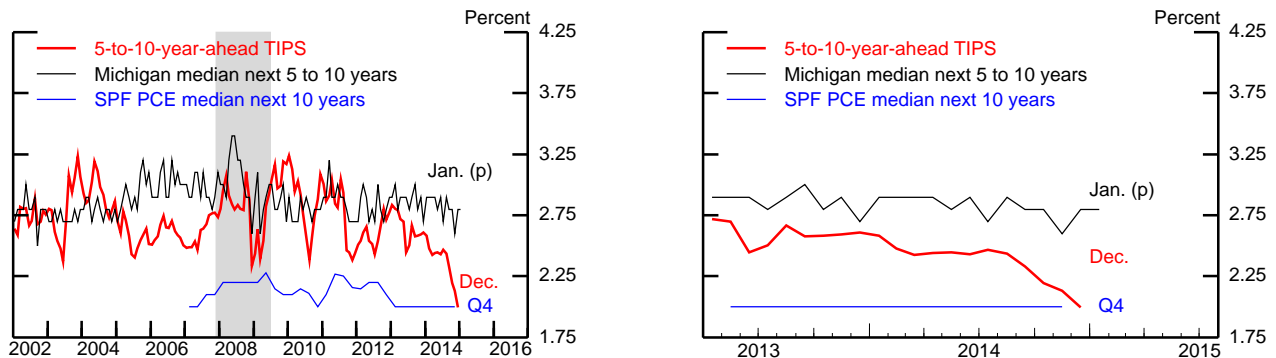 Percent
4.25
5-to-10-year-ahead TIPS
Michigan median next 5 to 10 years
SPF PCE median next 10 years
3.75
3.25
Jan. (p)
2.75
2.25
Dec.
Q4
1.75
2002 2004 2006 2008 2010 2012 2014 2016
Percent
4.25
5-to-10-year-ahead TIPS
Michigan median next 5 to 10 years
SPF PCE median next 10 years
3.75
3.25
Jan. (p)
2.75
Dec.
2.25
Q4
1.75
2013 2014 2015